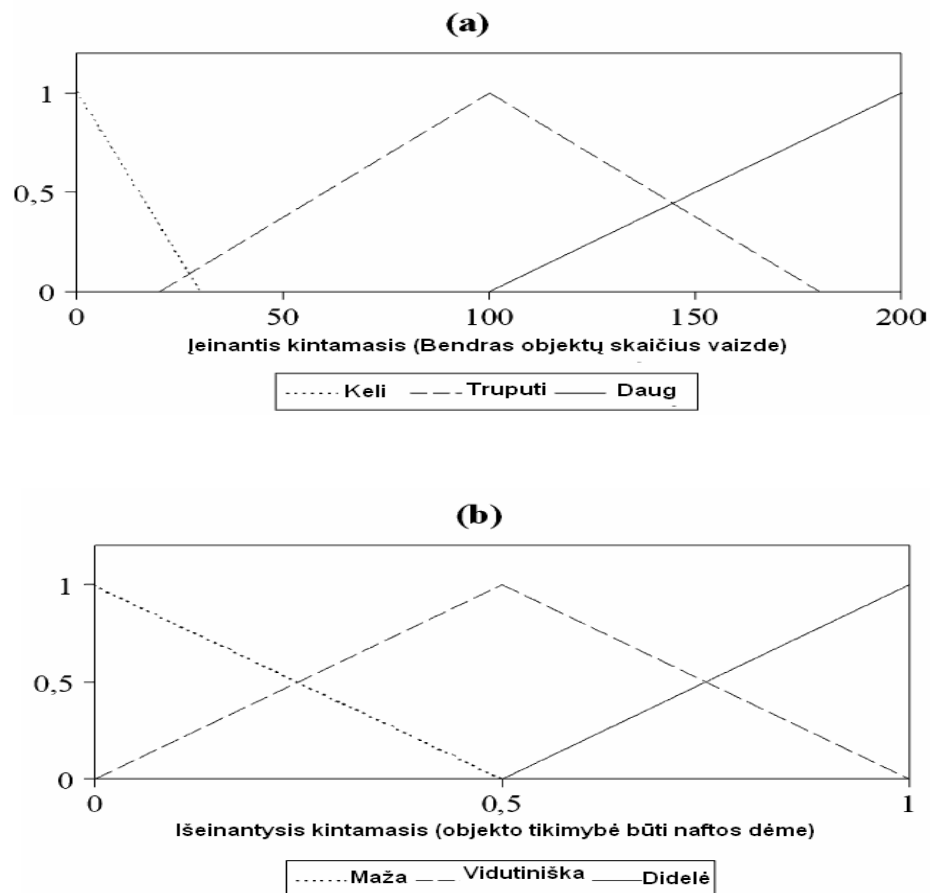 (a)
1
0,5
0
0 50 100 150 200
Įeinantis kintamasis (Bendras objektų skaičius vaizde)
Keli Truputi Daug
(b)
1
0,5
0
0 0,5 1
Išeinantysis kintamasis (objekto tikimybė būti naftos dėme)
Maža Vidutiniška Didelė